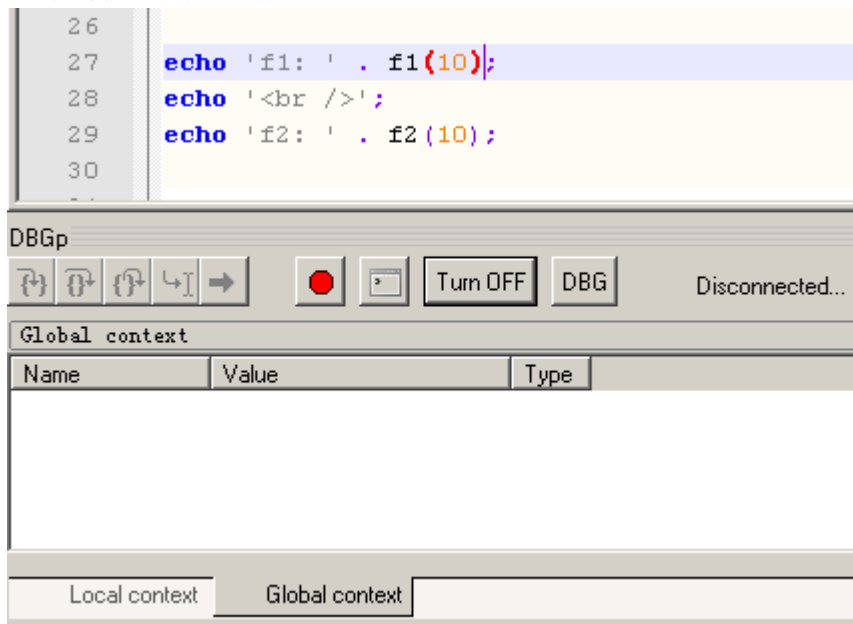 26
27 echo 'f1: ' . f1(10);
28 echo '<br />';
29 echo 'f2: ' . f2(10);
30
DBGp
Turn OFF DBG Disconnected...
Global context
Name Value Type
Local context Global context